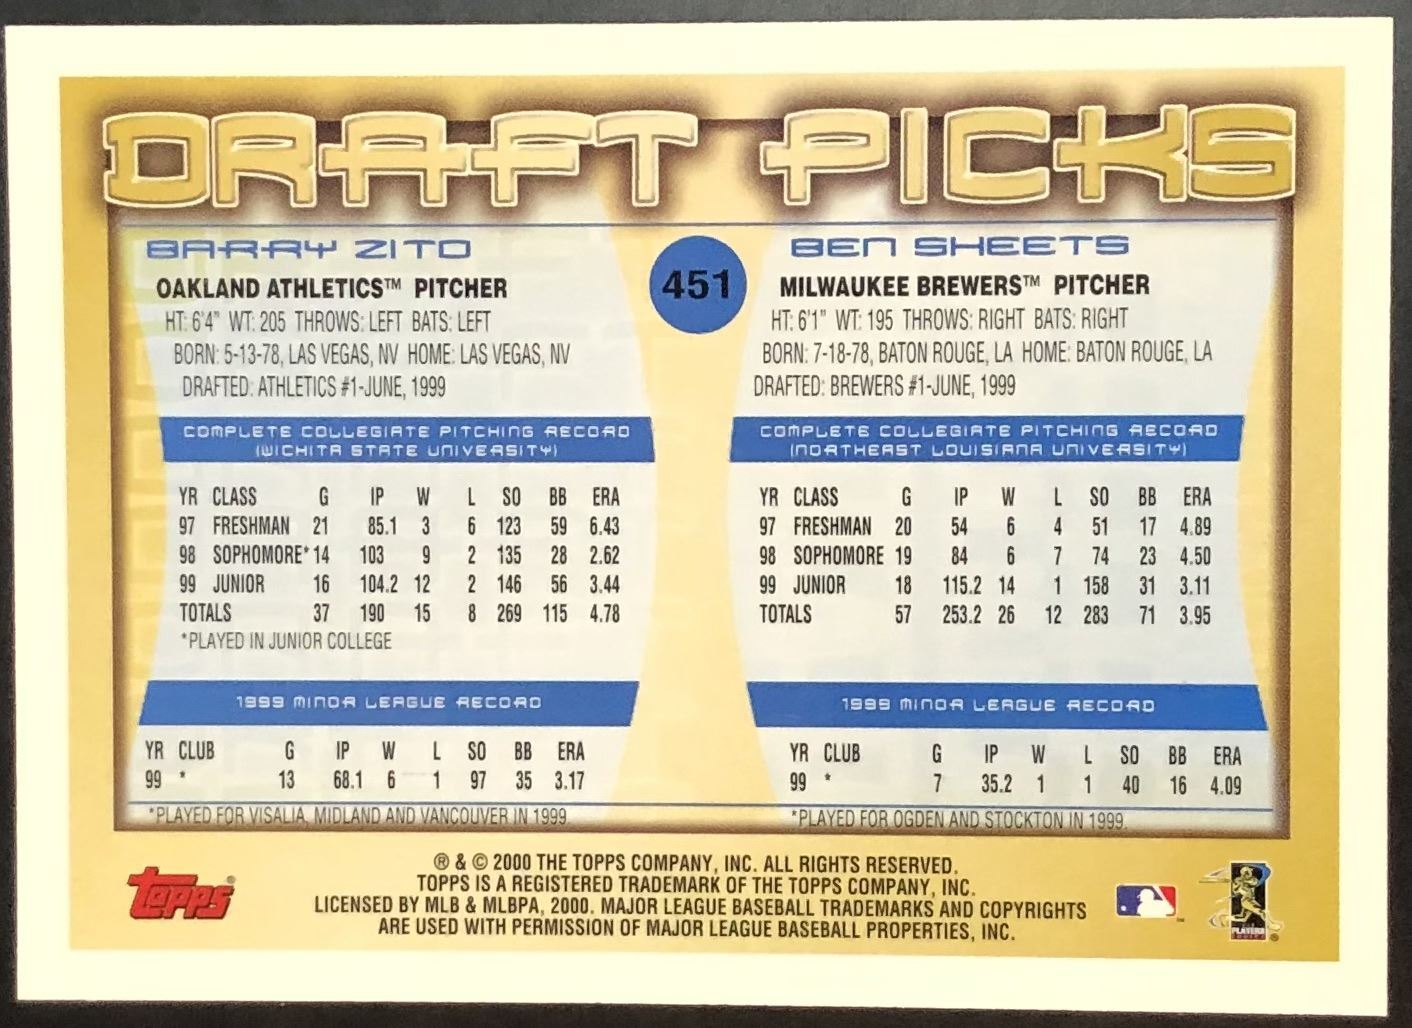 DRAFT PICKS
BARRY ZITO
OAKLAND ATHLETICS™ PITCHER
HT: 6'4" WT: 205 THROWS: LEFT BATS: LEFT
BORN: 5-13-78, LAS VEGAS, NV HOME: LAS VEGAS, NV
DRAFTED: ATHLETICS #1-JUNE, 1999
COMPLETE COLLEGIATE PITCHING RECORD
(WICHITA STATE UNIVERSITY)
YR CLASS G IP W L SO BB ERA
97 FRESHMAN 21 85.1 3 6 123 59 6.43
98 SOPHOMORE* 14 103 9 2 135 28 2.62
99 JUNIOR 16 104.2 12 2 146 56 3.44
TOTALS 37 190 15 8 269 115 4.78
*PLAYED IN JUNIOR COLLEGE
1999 MINOR LEAGUE RECORD
YR CLUB G IP W L SO BB ERA
99 * 13 68.1 6 1 97 35 3.17
*PLAYED FOR VISALIA, MIDLAND AND VANCOUVER IN 1999.
451
BEN SHEETS
MILWAUKEE BREWERS™ PITCHER
HT: 6'1" WT: 195 THROWS: RIGHT BATS: RIGHT
BORN: 7-18-78, BATON ROUGE, LA HOME: BATON ROUGE, LA
DRAFTED: BREWERS #1-JUNE, 1999
COMPLETE COLLEGIATE PITCHING RECORD
(NORTHEAST LOUISIANA UNIVERSITY)
YR CLASS G IP W L SO BB ERA
97 FRESHMAN 20 54 6 4 51 17 4.89
98 SOPHOMORE 19 84 6 7 74 23 4.50
99 JUNIOR 18 115.2 14 1 158 31 3.11
TOTALS 57 253.2 26 12 283 71 3.95
1999 MINOR LEAGUE RECORD
YR CLUB G IP W L SO BB ERA
99 * 7 35.2 1 1 40 16 4.09
*PLAYED FOR OGDEN AND STOCKTON IN 1999.
topps®
® & © 2000 THE TOPPS COMPANY, INC. ALL RIGHTS RESERVED.
TOPPS IS A REGISTERED TRADEMARK OF THE TOPPS COMPANY, INC.
LICENSED BY MLB & MLBPA, 2000. MAJOR LEAGUE BASEBALL TRADEMARKS AND COPYRIGHTS
ARE USED WITH PERMISSION OF MAJOR LEAGUE BASEBALL PROPERTIES, INC.
PLAYERS